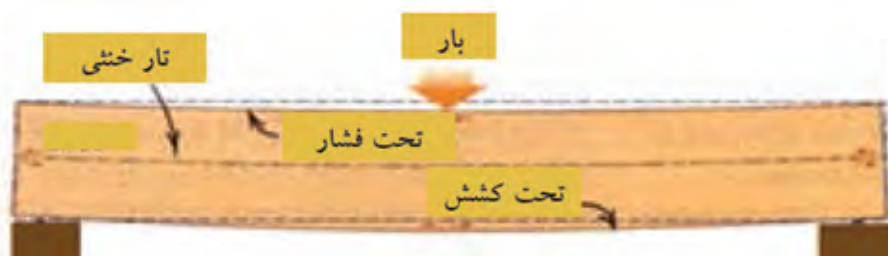 بار
تار خنثی
تحت فشار
تحت کشش